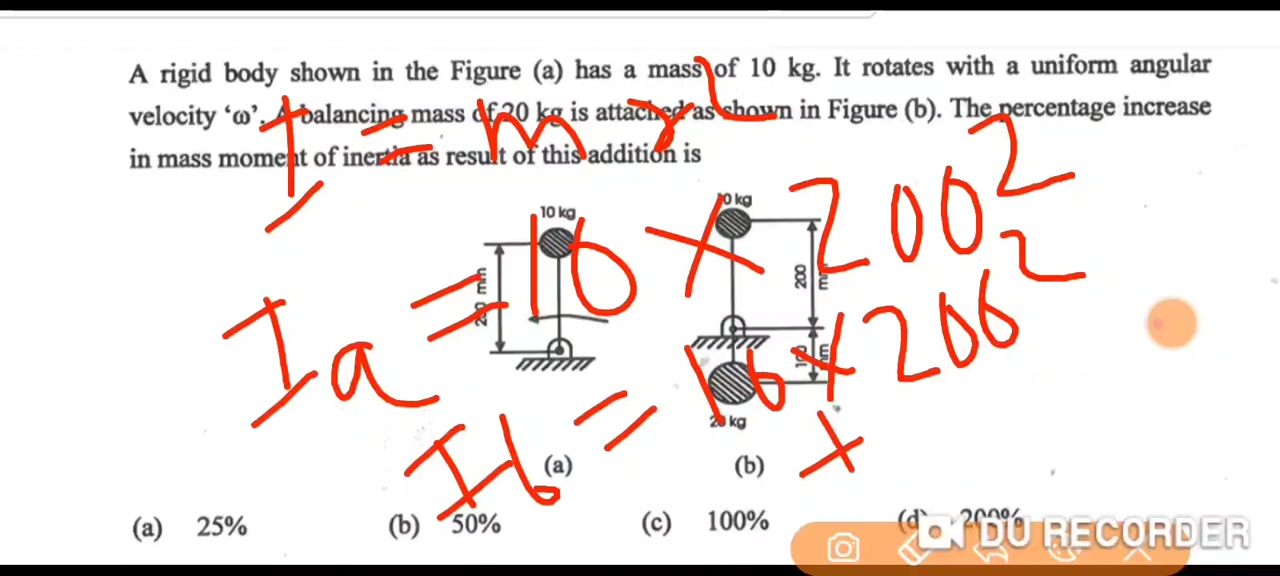 A rigid body shown in the Figure (a) has a mass of 10 kg. It rotates with a uniform angular
velocity ‘ω’. A balancing mass of 20 kg is attached as shown in Figure (b). The percentage increase
in mass moment of inertia as result of this addition is
I = m r²
10 kg
10 kg
200 mm
200 mm
100 mm
20 kg
Ia = 10 × 200²
Ib = 10 × 200²
+
(a)
(b)
(a) 25%
(b) 50%
(c) 100%
(d) 200%
DU RECORDER